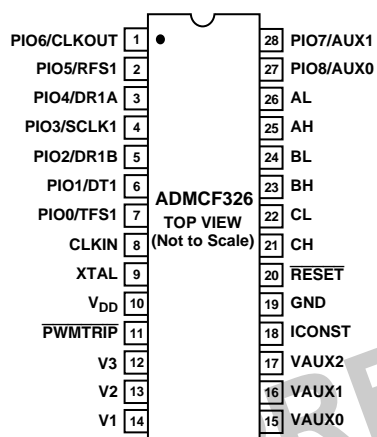 PIO6/CLKOUT 1 28 PIO7/AUX1
PIO5/RFS1 2 27 PIO8/AUX0
PIO4/DR1A 3 26 AL
PIO3/SCLK1 4 25 AH
PIO2/DR1B 5 24 BL
PIO1/DT1 6 23 BH
PIO0/TFS1 7 22 CL
CLKIN 8 21 CH
XTAL 9 20 RESET
VDD 10 19 GND
PWMTRIP 11 18 ICONST
V3 12 17 VAUX2
V2 13 16 VAUX1
V1 14 15 VAUX0
ADMCF326
TOP VIEW
(Not to Scale)